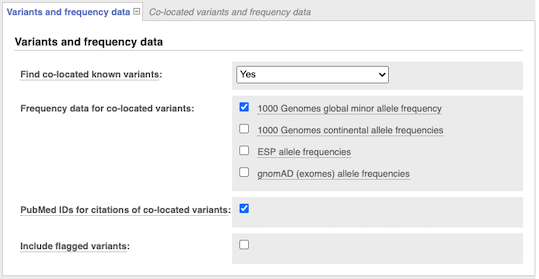 Variants and frequency data Co-located variants and frequency data
Variants and frequency data
Find co-located known variants: Yes
Frequency data for co-located variants: 1000 Genomes global minor allele frequency
1000 Genomes continental allele frequencies
ESP allele frequencies
gnomAD (exomes) allele frequencies
PubMed IDs for citations of co-located variants:
Include flagged variants: